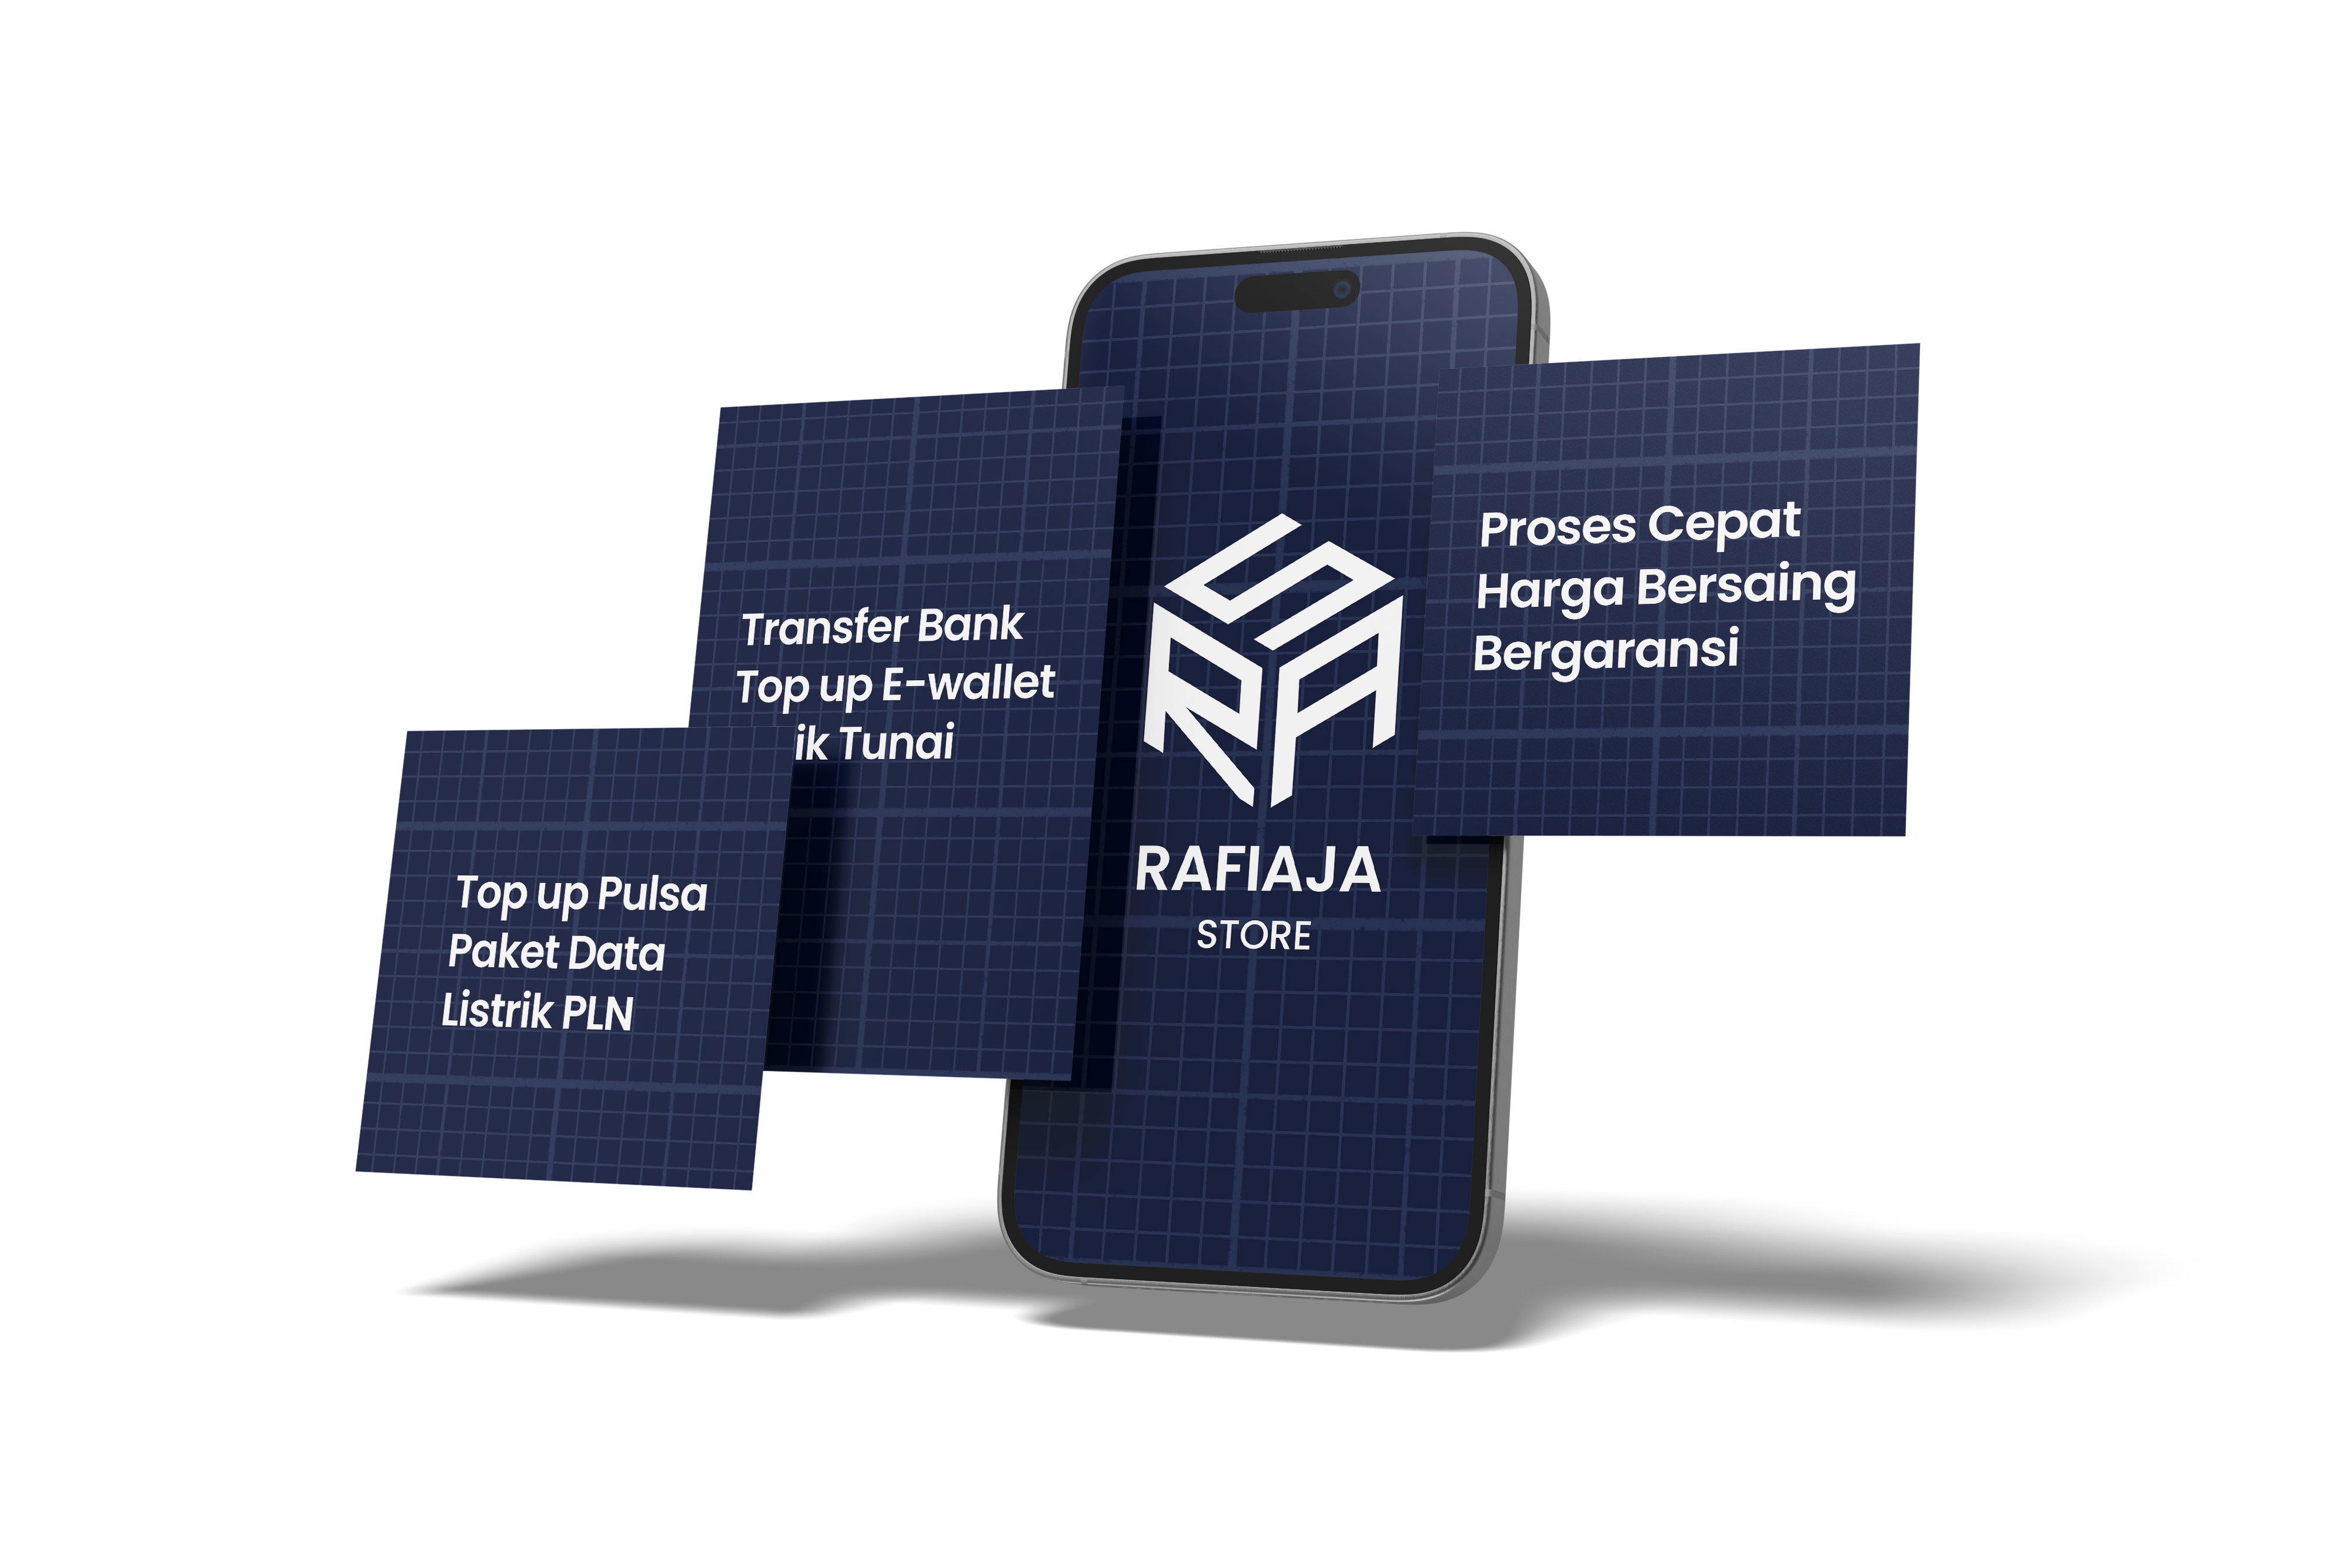 Top up Pulsa
Paket Data
Listrik PLN
Transfer Bank
Top up E-wallet
ik Tunai
RAFIAJA
STORE
Proses Cepat
Harga Bersaing
Bergaransi